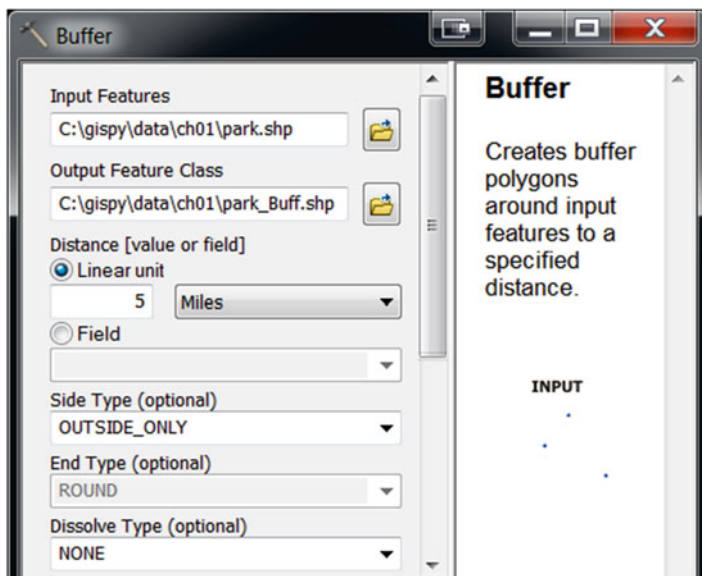 Buffer
Input Features
C:\gispy\data\ch01\park.shp
Output Feature Class
C:\gispy\data\ch01\park_Buff.shp
Distance [value or field]
Linear unit
5 Miles
Field
Side Type (optional)
OUTSIDE_ONLY
End Type (optional)
ROUND
Dissolve Type (optional)
NONE
Buffer
Creates buffer
polygons
around input
features to a
specified
distance.
INPUT